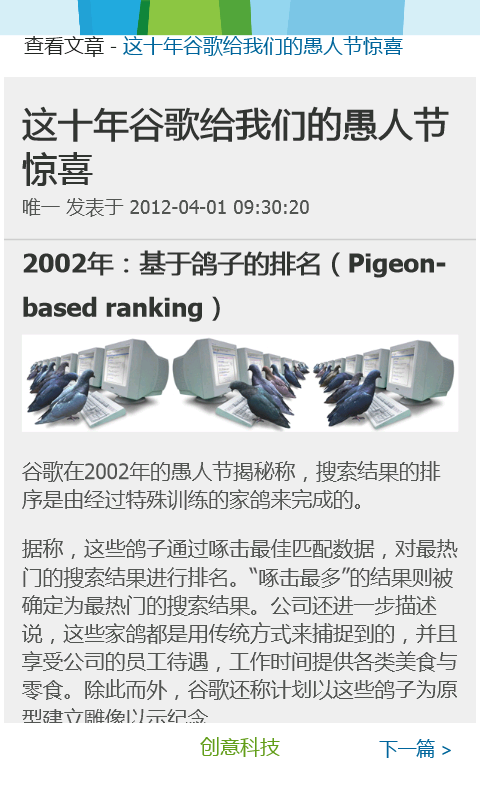 查看文章 - 这十年谷歌给我们的愚人节惊喜
这十年谷歌给我们的愚人节
惊喜
唯一 发表于 2012-04-01 09:30:20
2002年：基于鸽子的排名（Pigeon-
based ranking）
谷歌在2002年的愚人节揭秘称，搜索结果的排
序是由经过特殊训练的家鸽来完成的。
据称，这些鸽子通过啄击最佳匹配数据，对最热
门的搜索结果进行排名。“啄击最多”的结果则被
确定为最热门的搜索结果。公司还进一步描述
说，这些家鸽都是用传统方式来捕捉到的，并且
享受公司的员工待遇，工作时间提供各类美食与
零食。除此而外，谷歌还称计划以这些鸽子为原
型建立雕像以示纪念
创意科技
下一篇 >